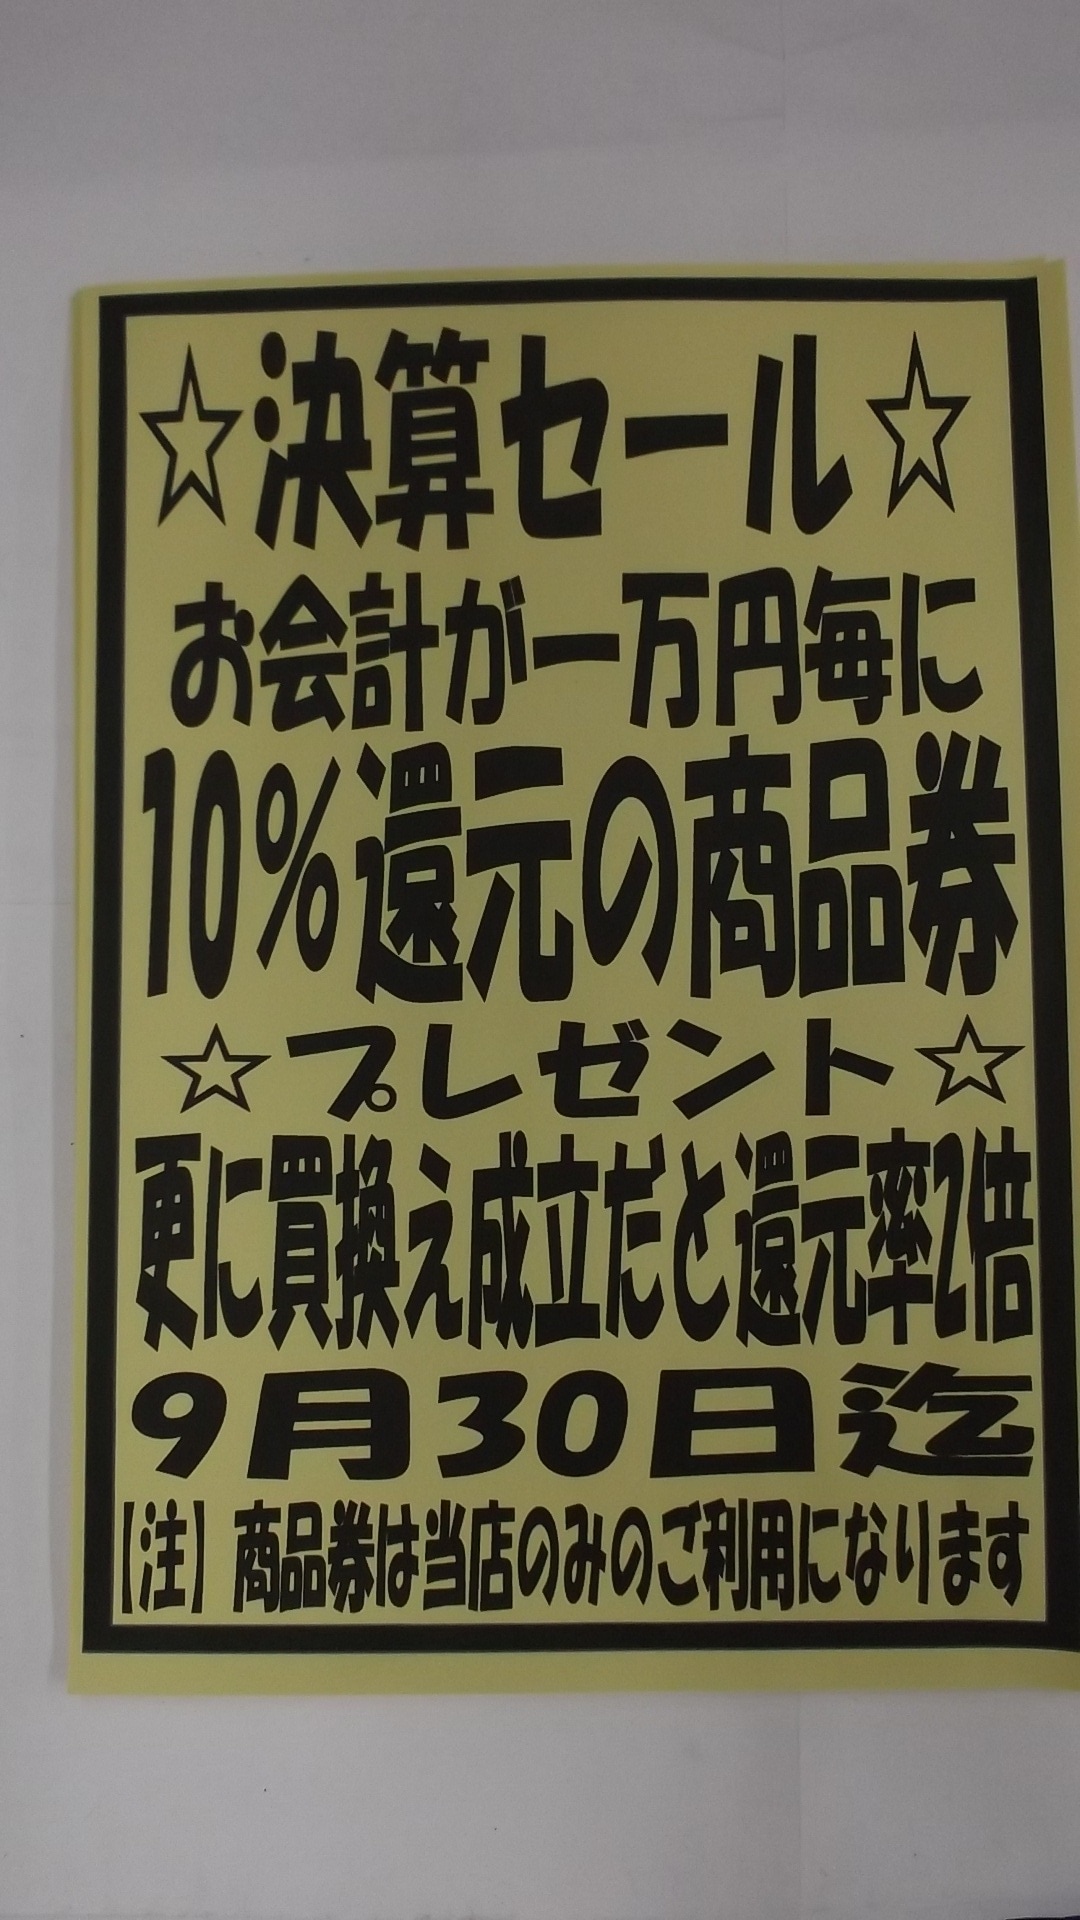 ☆決算セール☆
お会計が一万円毎に
10%還元の商品券
☆プレゼント☆
更に買換え成立だと還元率2倍
9月30日迄
【注】商品券は当店のみのご利用になります